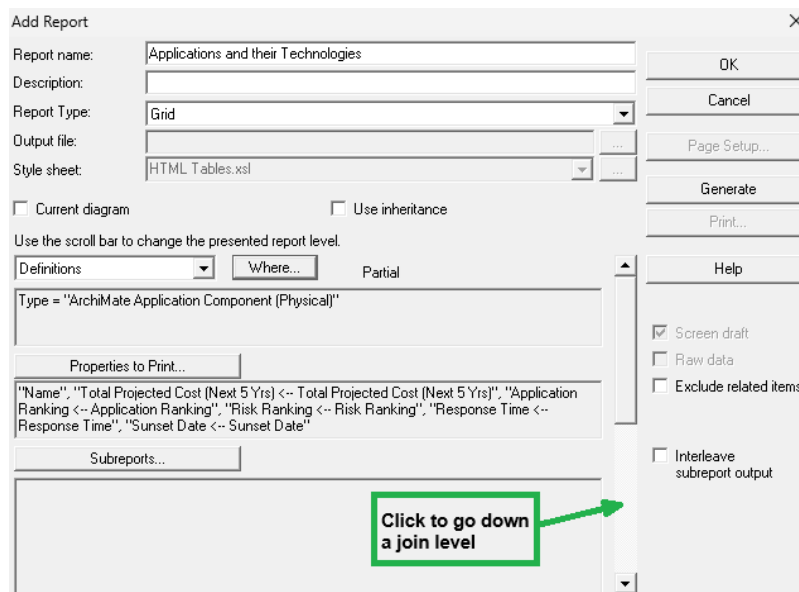 Add Report
Report name:
Applications and their Technologies
OK
Description:
Cancel
Report Type:
Grid
Output file:
...
Page Setup...
Style sheet:
HTML Tables.xsl
...
Generate
Current diagram
Use inheritance
Print...
Use the scroll bar to change the presented report level.
Definitions
Where...
Partial
Help
Type = "ArchiMate Application Component (Physical)"
Screen draft
Properties to Print...
Raw data
"Name", "Total Projected Cost (Next 5 Yrs) <-- Total Projected Cost (Next 5 Yrs)", "Application
Ranking <-- Application Ranking", "Risk Ranking <-- Risk Ranking", "Response Time <--
Response Time", "Sunset Date <-- Sunset Date"
Exclude related items
Subreports...
Interleave
subreport output
Click to go down
a join level